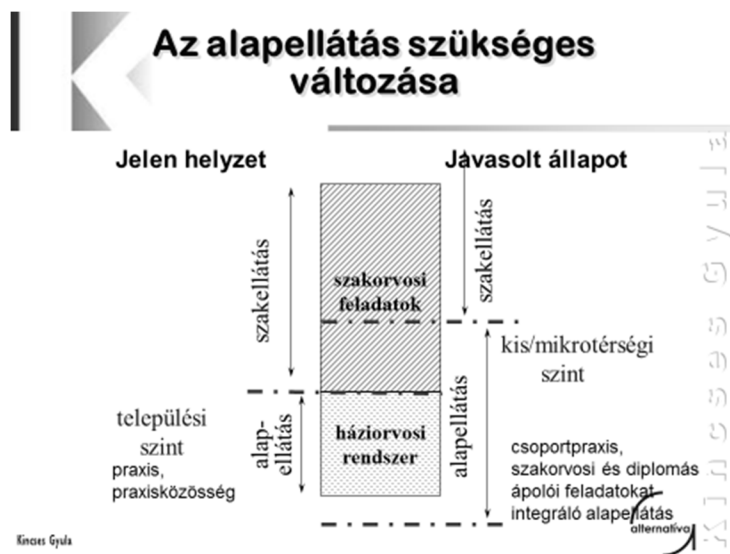 Az alapellátás szükséges
változása
Jelen helyzet
Javasolt állapot
szakellátás
szakorvosi
feladatok
szakellátás
kis/mikrotérségi
szint
települési
szint
praxis,
praxisközösség
alap-
ellátás
háziorvosi
rendszer
alapellátás
csoportpraxis,
szakorvosi és diplomás
ápolói feladatokat
integráló alapellátás
alternatíva
Kincses Gyula
Kincses Gyula